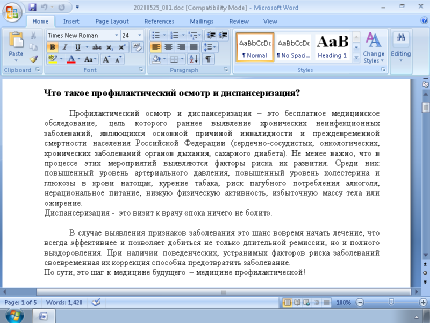 20200525_001.doc [Compatibility Mode] - Microsoft Word
Home Insert Page Layout References Mailings Review View
Times New Roman 24
Paste
AaBbCcDc AaBbCcDc AaBbC
¶ Normal ¶ No Spac... Heading 1
Change Styles
Editing
Clipboard Font Paragraph Styles
Что такое профилактический осмотр и диспансеризация?
Профилактический осмотр и диспансеризация – это бесплатное медицинское
обследование, цель которого раннее выявление хронических неинфекционных
заболеваний, являющихся основной причиной инвалидности и преждевременной
смертности населения Российской Федерации (сердечно-сосудистых, онкологических,
хронических заболеваний органов дыхания, сахарного диабета). Не менее важно, что в
процессе этих мероприятий выявляются факторы риска их развития. Среди них:
повышенный уровень артериального давления, повышенный уровень холестерина и
глюкозы в крови натощак, курение табака, риск пагубного потребления алкоголя,
нерациональное питание, низкую физическую активность, избыточную массу тела или
ожирение.
Диспансеризация - это визит к врачу пока ничего не болит.
В случае выявления признаков заболевания это шанс вовремя начать лечение, что
всегда эффективнее и позволяет добиться не только длительной ремиссии, но и полного
выздоровления. При наличии поведенческих, устранимых факторов риска заболеваний
своевременная их коррекция способна предотвратить заболевание.
По сути, это шаг к медицине будущего – медицине профилактической!
Page: 1 of 5 Words: 1,420 100%